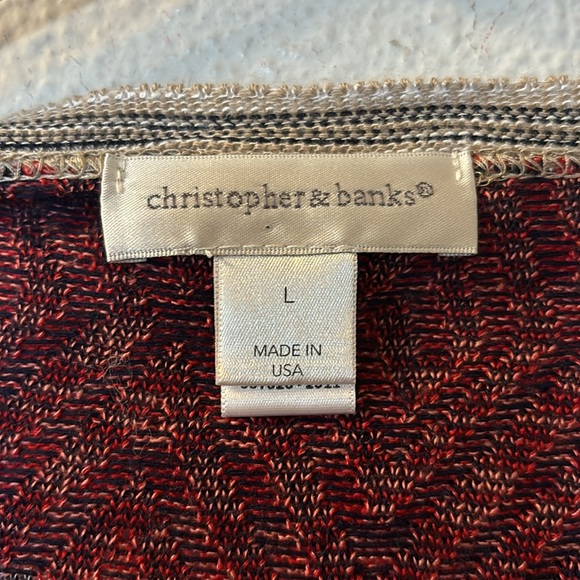 christopher & banks®
L
MADE IN
USA